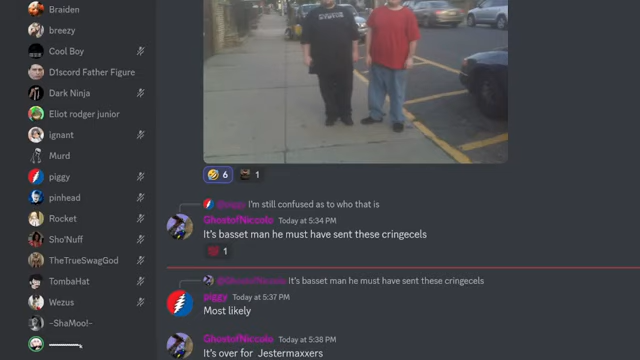 Braiden
breezy
Cool Boy
D1scord Father Figure
Dark Ninja
Eliot rodger junior
ignant
Murd
piggy
pinhead
Rocket
Sho'Nuff
TheTrueSwagGod
TombaHat
Wezus
-ShaMoo!-
6
1
I'm still confused as to who that is
GhostofNiccolo Today at 5:34 PM
It's basset man he must have sent these cringecels
1
@GhostofNiccolo It's basset man he must have sent these cringecels
piggy Today at 5:37 PM
Most likely
GhostofNiccolo Today at 5:38 PM
It's over for Jestermaxxers